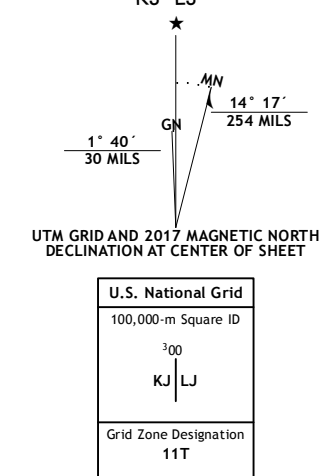 KJ LJ
★
MN
GN
14° 17´
254 MILS
1° 40´
30 MILS
UTM GRID AND 2017 MAGNETIC NORTH
DECLINATION AT CENTER OF SHEET
U.S. National Grid
100,000-m Square ID
³00
KJ LJ
Grid Zone Designation
11T